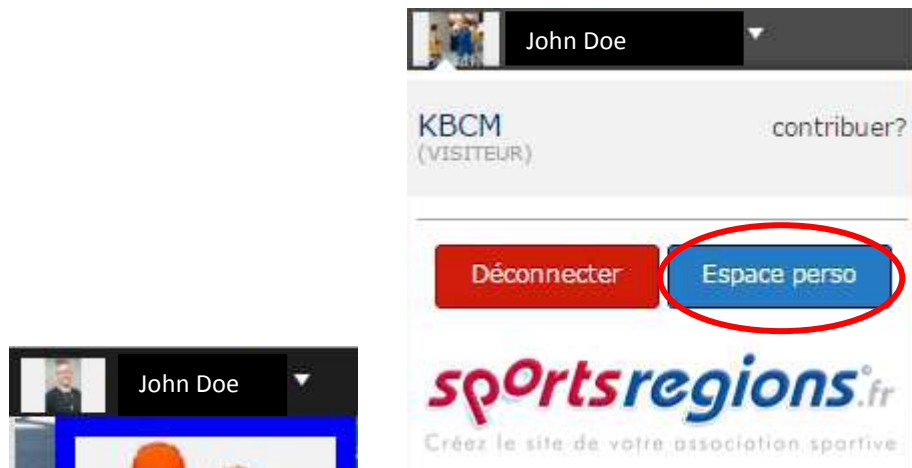 John Doe
KBCM
contribuer?
(VISITEUR)
Déconnecter
Espace perso
sportsregions.fr
Créez le site de votre association sportive
John Doe